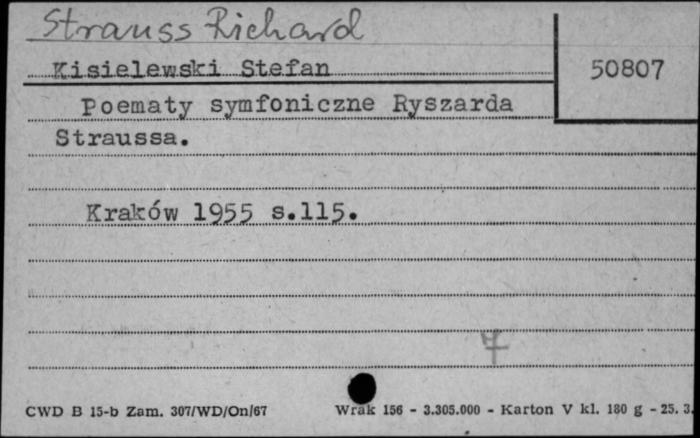 Strauss Richard
Kisielewski Stefan
50807
Poematy symfoniczne Ryszarda
Straussa.
Kraków 1955 s.115.
CWD B 15-b Zam. 307/WD/On/67 Wrak 156 - 3.305.000 - Karton V kl. 180 g - 25. 3.